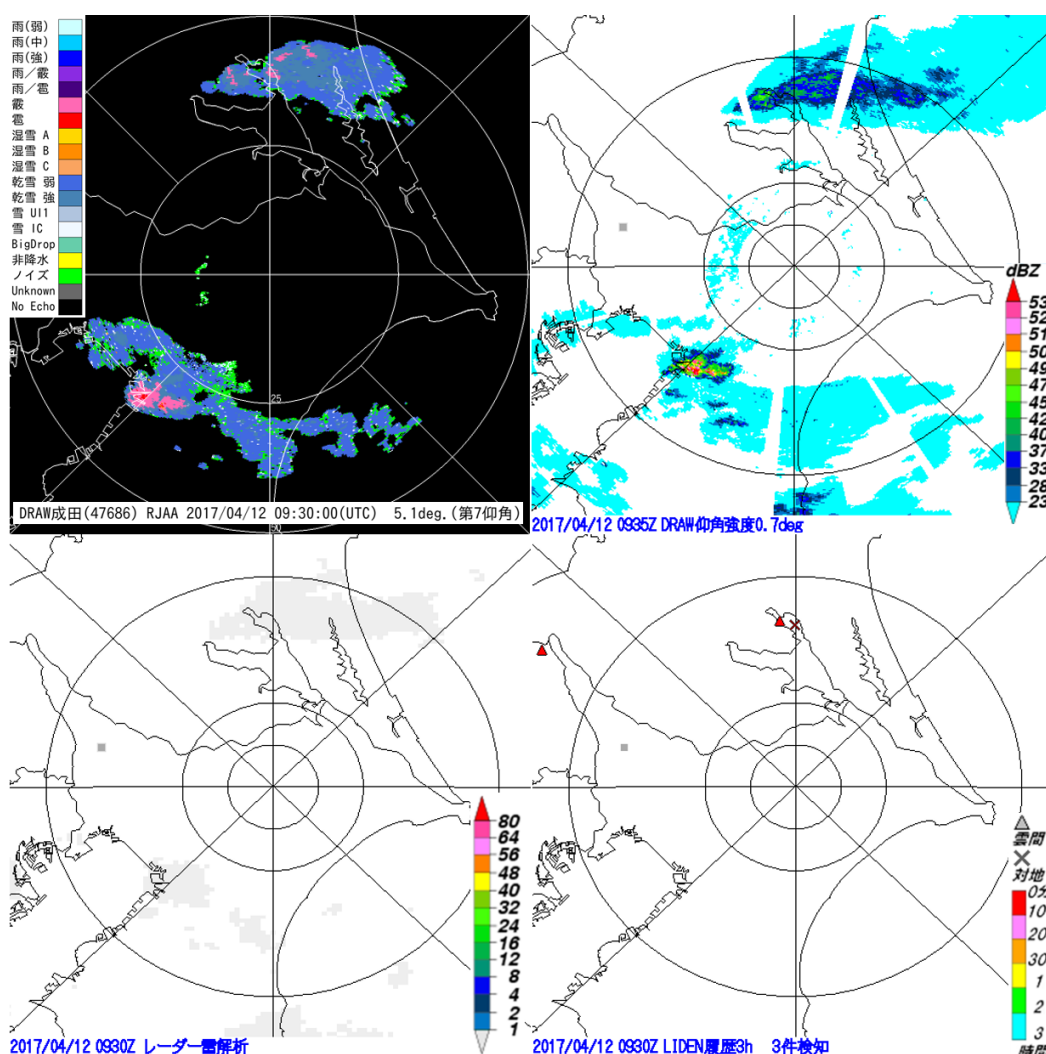 雨(弱)
雨(中)
雨(強)
雨/霰
雨/雹
霰
雹
湿雪 A
湿雪 B
湿雪 C
乾雪 弱
乾雪 強
雪 UI1
雪 IC
BigDrop
非降水
ノイズ
Unknown
No Echo
25
50
DRAW成田(47686) RJAA 2017/04/12 09:30:00(UTC) 5.1deg.(第7仰角)
dBZ
53
52
51
50
49
47
45
42
40
37
33
28
23
2017/04/12 0935Z DRAW仰角強度0.7deg
80
64
56
48
40
32
24
16
12
8
4
2
1
2017/04/12 0930Z レーダー雷解析
雲間
対地
0分
10
20
30
1
2
3
時間
2017/04/12 0930Z LIDEN履歴3h 3件検知